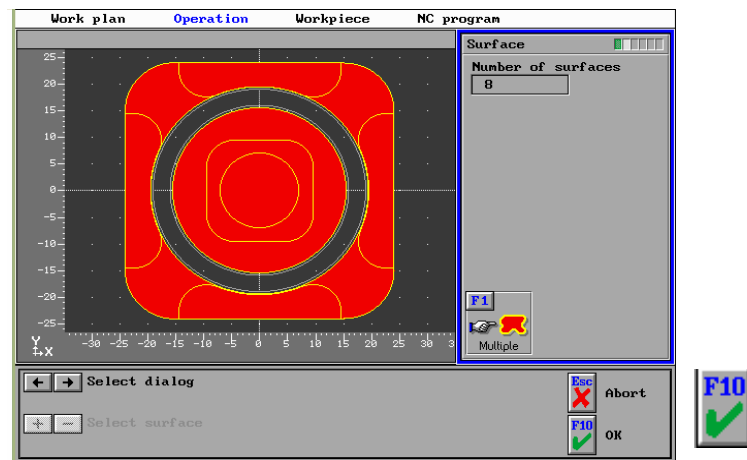 Work plan Operation Workpiece NC program
Surface
Number of surfaces
8
25
20
15
10
5
0
-5
-10
-15
-20
-25
Y
X
-30 -25 -20 -15 -10 -5 0 5 10 15 20 25 30 3
F1
Multiple
← → Select dialog
Esc
Abort
+ - Select surface
F10
OK
F10